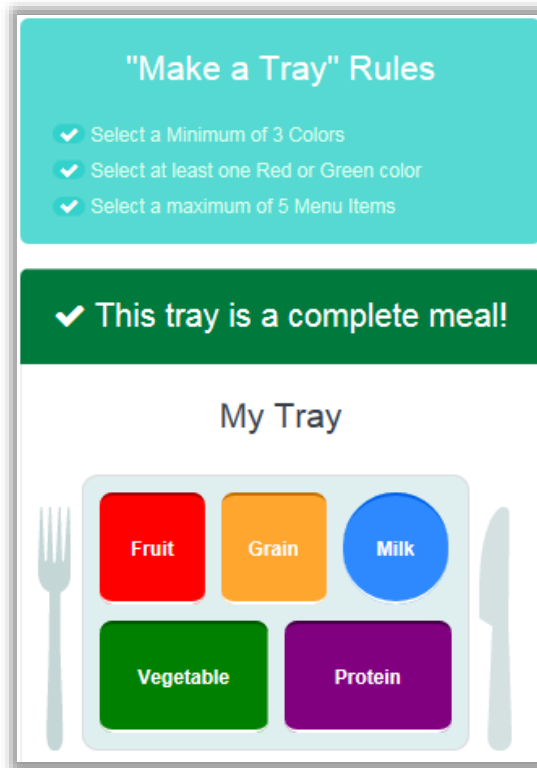 "Make a Tray" Rules
Select a Minimum of 3 Colors
Select at least one Red or Green color
Select a maximum of 5 Menu Items
This tray is a complete meal!
My Tray
Fruit Grain Milk
Vegetable Protein